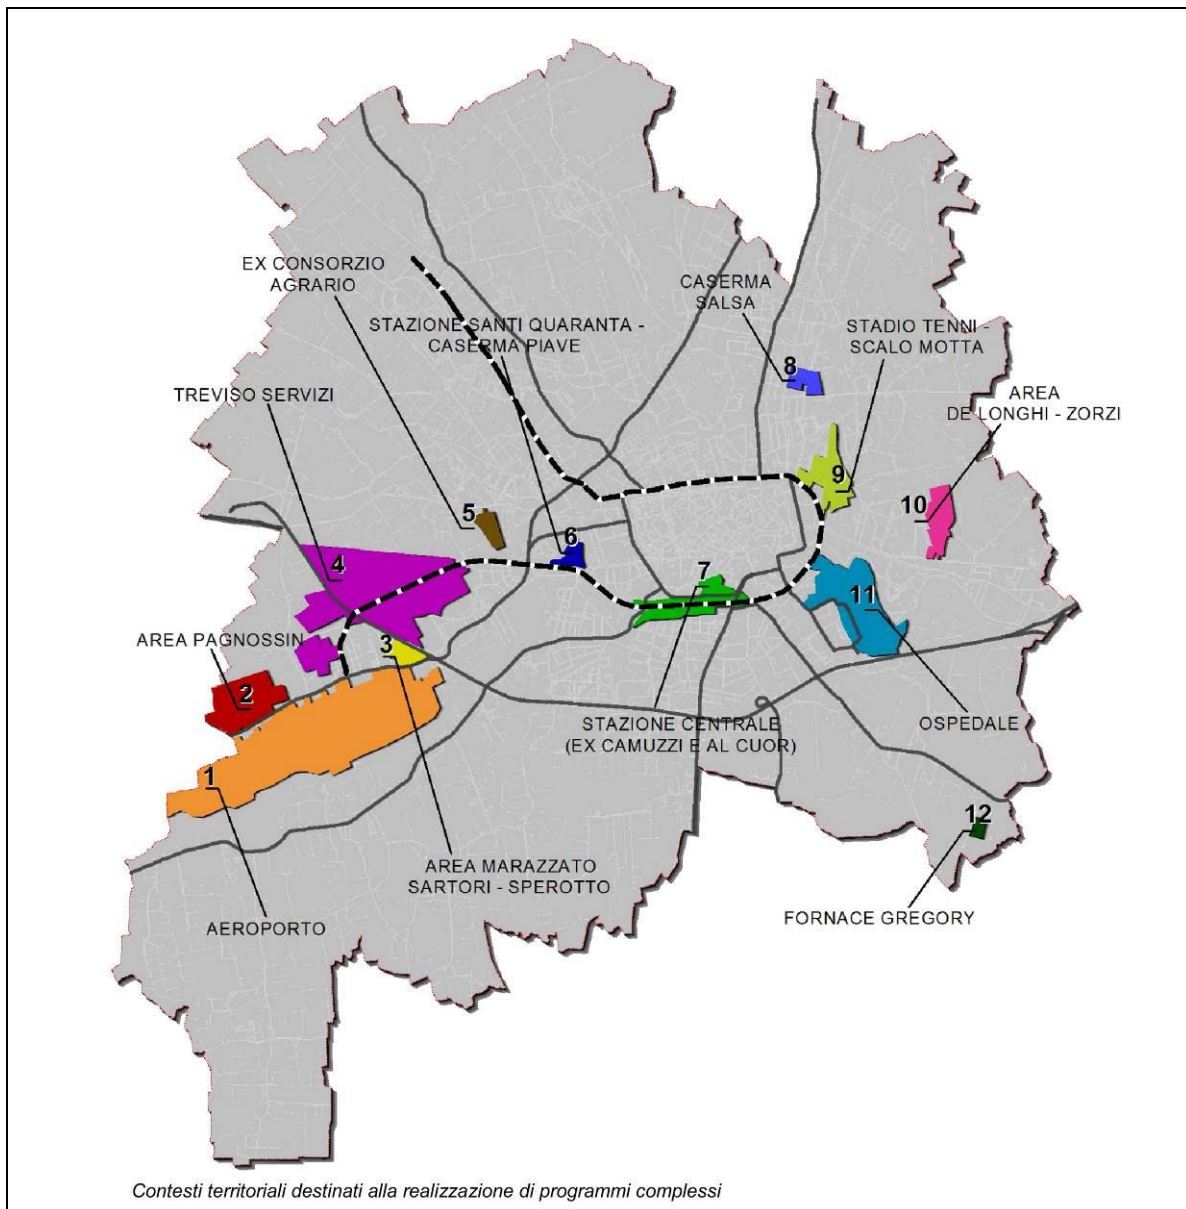 EX CONSORZIO
AGRARIO
CASERMA
SALSA
STAZIONE SANTI QUARANTA -
CASERMA PIAVE
STADIO TENNI -
SCALO MOTTA
8
TREVISO SERVIZI
AREA
DE LONGHI - ZORZI
9
5
10
6
4
7
11
AREA PAGNOSSIN
3
2
STAZIONE CENTRALE
(EX CAMUZZI E AL CUOR)
OSPEDALE
1
12
AREA MARAZZATO
SARTORI - SPEROTTO
FORNACE GREGORY
AEROPORTO
Contesti territoriali destinati alla realizzazione di programmi complessi